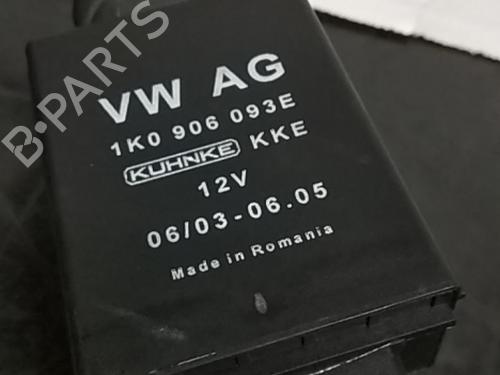 B-PARTS
VW AG
1K0 906 093E
KUHNKE KKE
12V
06/03-06.05
Made in Romania